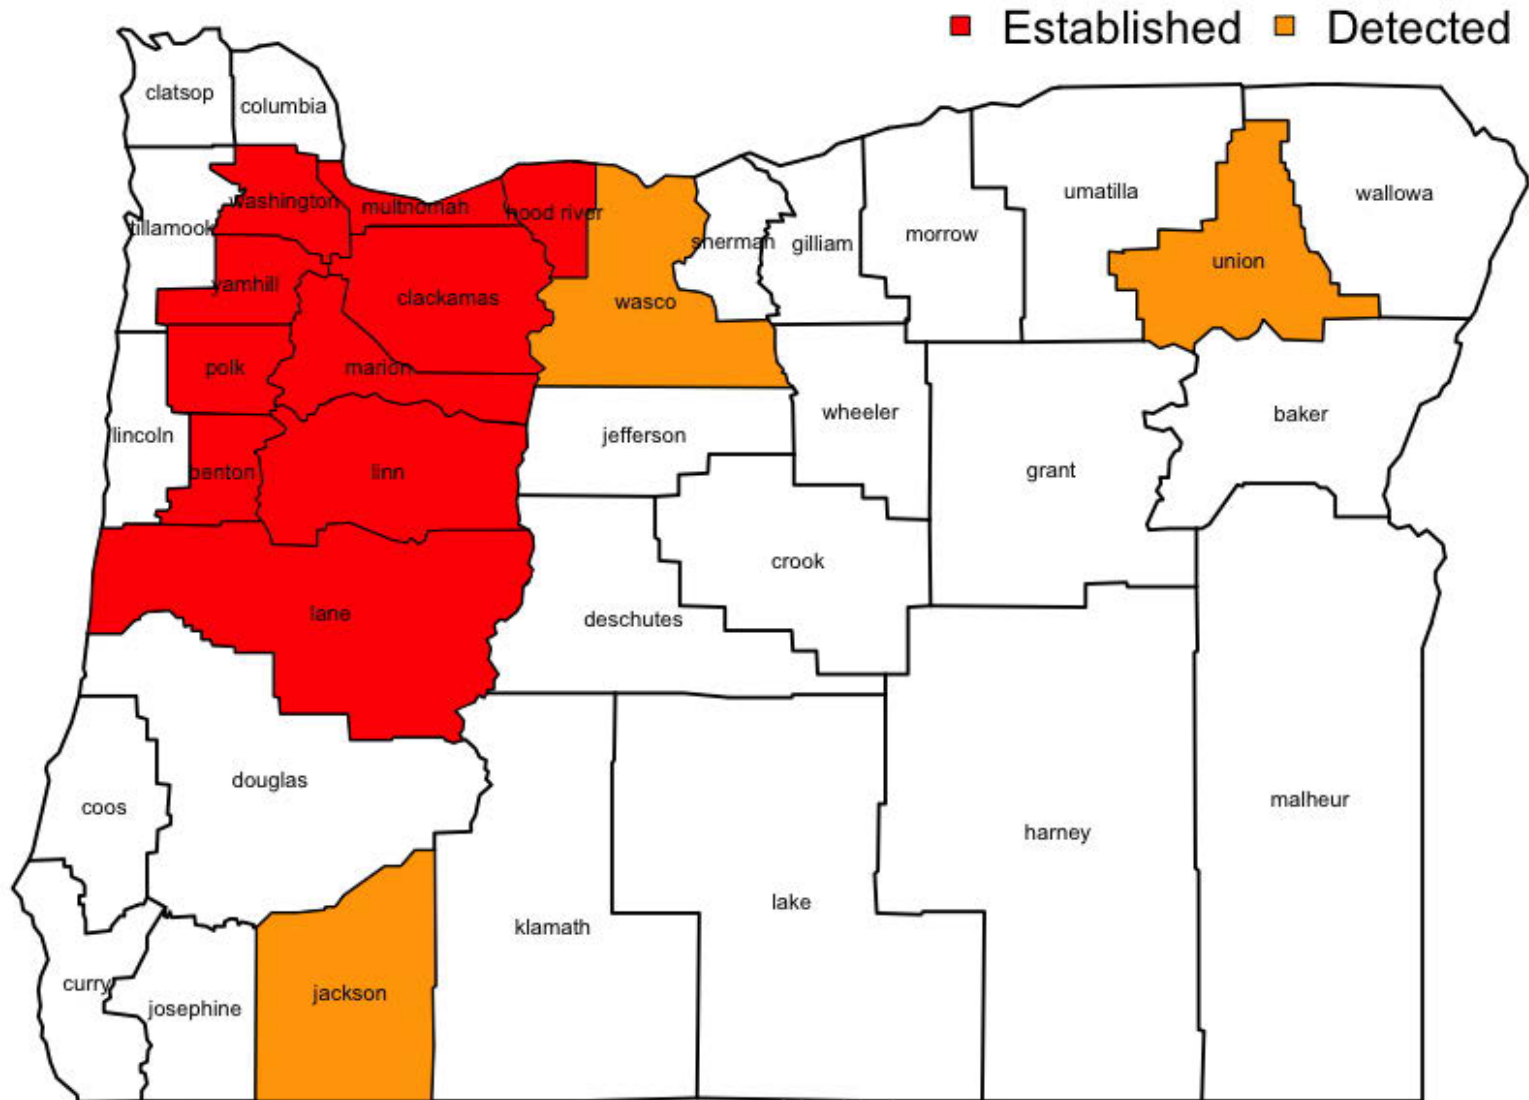 Established Detected
clatsop
columbia
washington
multnomah
hood river
tillamook
yamhill
clackamas
wasco
sherman
gilliam
morrow
umatilla
union
wallowa
polk
marion
lincoln
benton
linn
jefferson
wheeler
grant
baker
crook
lane
deschutes
coos
douglas
harney
malheur
klamath
lake
curry
josephine
jackson